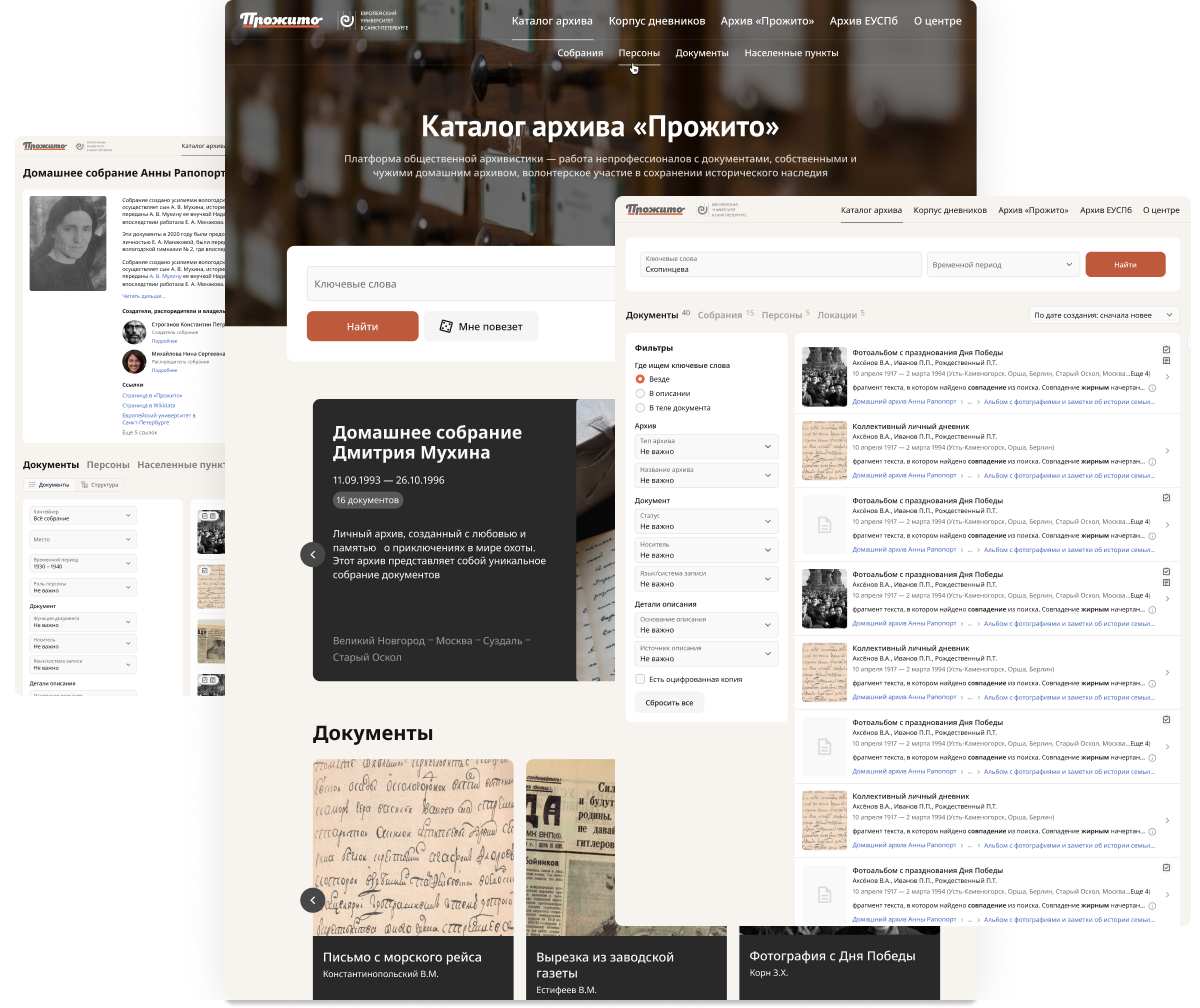 Прожито
ЕВРОПЕЙСКИЙ
УНИВЕРСИТЕТ
В САНКТ-ПЕТЕРБУРГЕ
Каталог архива Корпус дневников Архив «Прожито» Архив ЕУСПб О центре
Собрания Персоны Документы Населенные пункты
Каталог архива «Прожито»
Платформа общественной архивистики — работа непрофессионалов с документами, собственными и
чужими домашним архивом, волонтерское участие в сохранении исторического наследия
Ключевые слова
Найти
Мне повезет
Домашнее собрание
Дмитрия Мухина
11.09.1993 — 26.10.1996
16 документов
Личный архив, созданный с любовью и
памятью о приключениях в мире охоты.
Этот архив представляет собой уникальное
собрание документов
Великий Новгород – Москва – Суздаль –
Старый Оскол
Документы
Письмо с морского рейса
Константинопольский В.М.
Вырезка из заводской
газеты
Естифеев В.М.
Фотография с Дня Победы
Корн З.Х.
Прожито
Каталог архива
Домашнее собрание Анны Рапопорт
Собрание создано усилиями вологодск
осуществляет сын А. В. Мухина, истори
переданы А. В. Мухину ее внучкой Над
впоследствии работала Е. А. Манакова.
Эти документы в 2020 году были предо
личностью Е. А. Манаковой, были перед
вологодской гимназии № 2, где впослед
Собрание создано усилиями вологодск
осуществляет сын А. В. Мухина, истори
переданы А. В. Мухину ее внучкой Над
впоследствии работала Е. А. Манакова.
Читать дальше...
Создатели, распорядители и владель
Строганов Константин Петр
Создатель собрания
Подробнее
Михайлова Нина Сергеевна
Распорядитель собрания
Подробнее
Ссылки
Страница в «Прожито»
Страница в Wikidata
Европейский университет в
Санкт-Петербурге
Еще 5 ссылок
Документы Персоны Населенные пункт
Документы Структура
Контейнер
Всё собрание
Место
Временной период
1930 – 1940
Роль персоны
Не важно
Документ
Функция документа
Не важно
Носитель
Не важно
Язык/система записи
Не важно
Детали описания
Прожито
ЕВРОПЕЙСКИЙ
УНИВЕРСИТЕТ
В САНКТ-ПЕТЕРБУРГЕ
Каталог архива Корпус дневников Архив «Прожито» Архив ЕУСПб О центре
Ключевые слова
Скопинцева
Временной период
Найти
Документы 40 Собрания 15 Персоны 5 Локации 5
По дате создания: сначала новее
Фильтры
Где ищем ключевые слова
Везде
В описании
В теле документа
Архив
Тип архива
Не важно
Название архива
Не важно
Документ
Статус
Не важно
Носитель
Не важно
Язык/система записи
Не важно
Детали описания
Основание описания
Не важно
Источник описания
Не важно
Есть оцифрованная копия
Сбросить все
Фотоальбом с празднования Дня Победы
Аксёнов В.А., Иванов П.П., Рождественный П.Т.
10 апреля 1917 — 2 марта 1994 (Усть-Каменогорск, Орша, Берлин, Старый Оскол, Москва...Еще 4)
фрагмент текста, в котором найдено совпадение из поиска. Совпадение жирным начертан...
Домашний архив Анны Рапопорт › ... › Альбом с фотографиями и заметки об истории семьи...
Коллективный личный дневник
Аксёнов В.А., Иванов П.П., Рождественный П.Т.
10 апреля 1917 — 2 марта 1994 (Усть-Каменогорск, Орша, Берлин)
фрагмент текста, в котором найдено совпадение из поиска. Совпадение жирным начертан...
Домашний архив Анны Рапопорт › ... › Альбом с фотографиями и заметки об истории семьи...
Фотоальбом с празднования Дня Победы
Аксёнов В.А., Иванов П.П., Рождественный П.Т.
10 апреля 1917 — 2 марта 1994 (Усть-Каменогорск, Орша, Берлин, Старый Оскол, Москва...Еще 4)
фрагмент текста, в котором найдено совпадение из поиска. Совпадение жирным начертан...
Домашний архив Анны Рапопорт › ... › Альбом с фотографиями и заметки об истории семьи...
Фотоальбом с празднования Дня Победы
Аксёнов В.А., Иванов П.П., Рождественный П.Т.
10 апреля 1917 — 2 марта 1994 (Усть-Каменогорск, Орша, Берлин, Старый Оскол, Москва...Еще 4)
фрагмент текста, в котором найдено совпадение из поиска. Совпадение жирным начертан...
Домашний архив Анны Рапопорт › ... › Альбом с фотографиями и заметки об истории семьи...
Коллективный личный дневник
Аксёнов В.А., Иванов П.П., Рождественный П.Т.
10 апреля 1917 — 2 марта 1994 (Усть-Каменогорск, Орша, Берлин)
фрагмент текста, в котором найдено совпадение из поиска. Совпадение жирным начертан...
Домашний архив Анны Рапопорт › ... › Альбом с фотографиями и заметки об истории семьи...
Фотоальбом с празднования Дня Победы
Аксёнов В.А., Иванов П.П., Рождественный П.Т.
10 апреля 1917 — 2 марта 1994 (Усть-Каменогорск, Орша, Берлин, Старый Оскол, Москва...Еще 4)
фрагмент текста, в котором найдено совпадение из поиска. Совпадение жирным начертан...
Домашний архив Анны Рапопорт › ... › Альбом с фотографиями и заметки об истории семьи...
Коллективный личный дневник
Аксёнов В.А., Иванов П.П., Рождественный П.Т.
10 апреля 1917 — 2 марта 1994 (Усть-Каменогорск, Орша, Берлин)
фрагмент текста, в котором найдено совпадение из поиска. Совпадение жирным начертан...
Домашний архив Анны Рапопорт › ... › Альбом с фотографиями и заметки об истории семьи...
Фотоальбом с празднования Дня Победы
Аксёнов В.А., Иванов П.П., Рождественный П.Т.
10 апреля 1917 — 2 марта 1994 (Усть-Каменогорск, Орша, Берлин, Старый Оскол, Москва...Еще 4)
фрагмент текста, в котором найдено совпадение из поиска. Совпадение жирным начертан...
Домашний архив Анны Рапопорт › ... › Альбом с фотографиями и заметки об истории семьи...